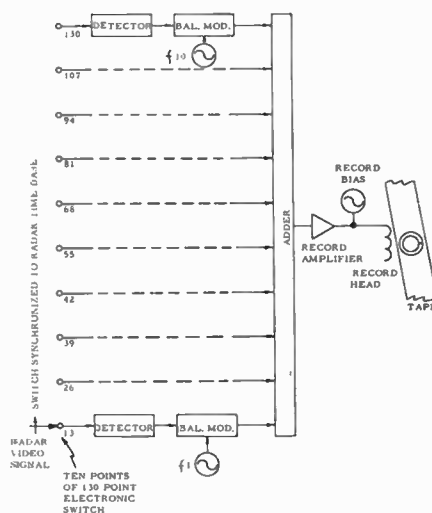 130
DETECTOR
BAL. MOD.
f10
107
94
81
68
55
42
39
26
13
DETECTOR
BAL. MOD.
f1
SWITCH SYNCHRONIZED TO RADAR TIME BASE
RADAR
VIDEO
SIGNAL
TEN POINTS
OF 130 POINT
ELECTRONIC
SWITCH
ADDER
RECORD
AMPLIFIER
RECORD
BIAS
RECORD
HEAD
TAPE